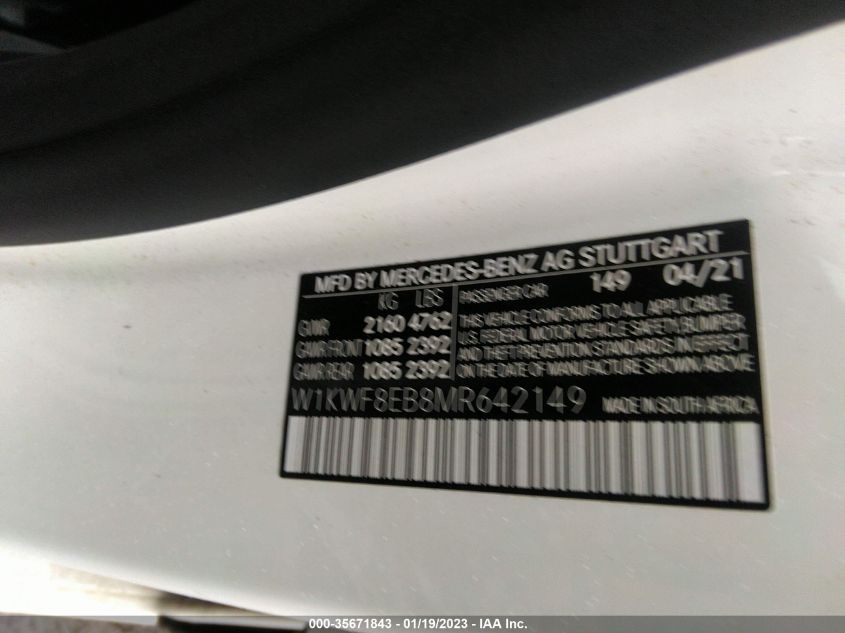 MFD BY MERCEDES-BENZ AG STUTTGART
KG LBS
GVWR 2160 4762
GAWR FRONT 1085 2392
GAWR REAR 1085 2392
PASSENGER CAR 149 04/21
THIS VEHICLE CONFORMS TO ALL APPLICABLE
U.S. FEDERAL MOTOR VEHICLE SAFETY, BUMPER
AND THEFT PREVENTION STANDARDS IN EFFECT
ON THE DATE OF MANUFACTURE SHOWN ABOVE
W1KWF8EB8MR642149 MADE IN SOUTH AFRICA
000-35671843 / 01/19/2023 - IAA Inc.